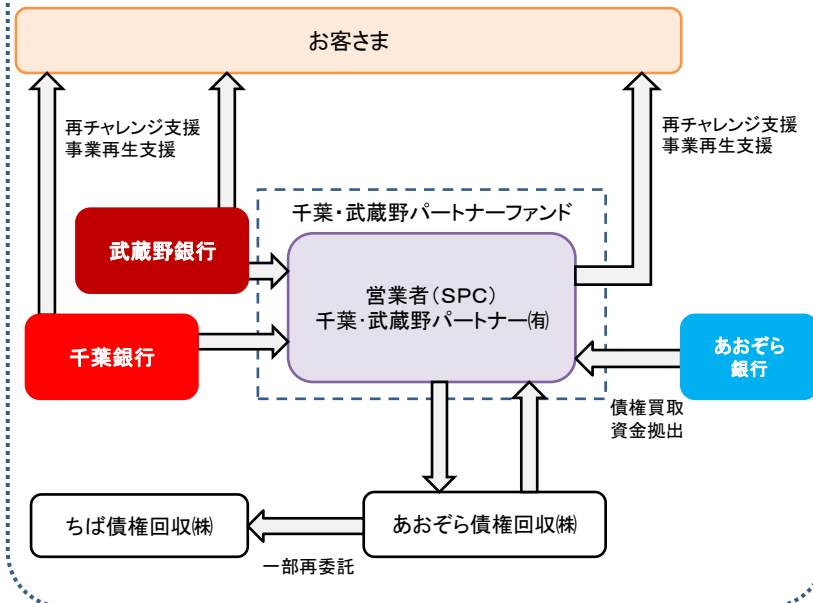 お客さま
再チャレンジ支援
事業再生支援
再チャレンジ支援
事業再生支援
千葉・武蔵野パートナーファンド
武蔵野銀行
営業者(SPC)
千葉・武蔵野パートナー㈲
千葉銀行
あおぞら
銀行
債権買取
資金拠出
ちば債権回収㈱
あおぞら債権回収㈱
一部再委託